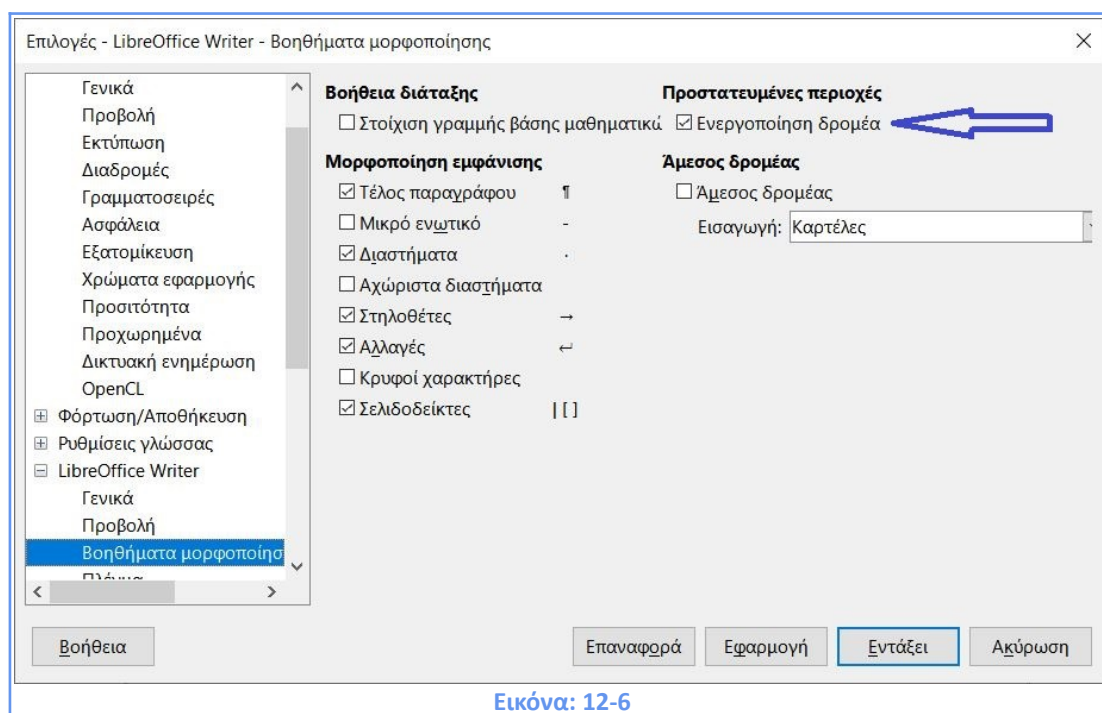 Επιλογές - LibreOffice Writer - Βοηθήματα μορφοποίησης
Γενικά
Προβολή
Εκτύπωση
Διαδρομές
Γραμματοσειρές
Ασφάλεια
Εξατομίκευση
Χρώματα εφαρμογής
Προσιτότητα
Προχωρημένα
Δικτυακή ενημέρωση
OpenCL
Φόρτωση/Αποθήκευση
Ρυθμίσεις γλώσσας
LibreOffice Writer
Γενικά
Προβολή
Βοηθήματα μορφοποίησ
Βοήθεια διάταξης
Στοίχιση γραμμής βάσης μαθηματικώ
Μορφοποίηση εμφάνισης
Τέλος παραγράφου ¶
Μικρό ενωτικό -
Διαστήματα ·
Αχώριστα διαστήματα
Στηλοθέτες →
Αλλαγές ↵
Κρυφοί χαρακτήρες
Σελιδοδείκτες |[]
Προστατευμένες περιοχές
Ενεργοποίηση δρομέα
Άμεσος δρομέας
Άμεσος δρομέας
Εισαγωγή: Καρτέλες
Βοήθεια
Επαναφορά
Εφαρμογή
Εντάξει
Ακύρωση
Εικόνα: 12-6